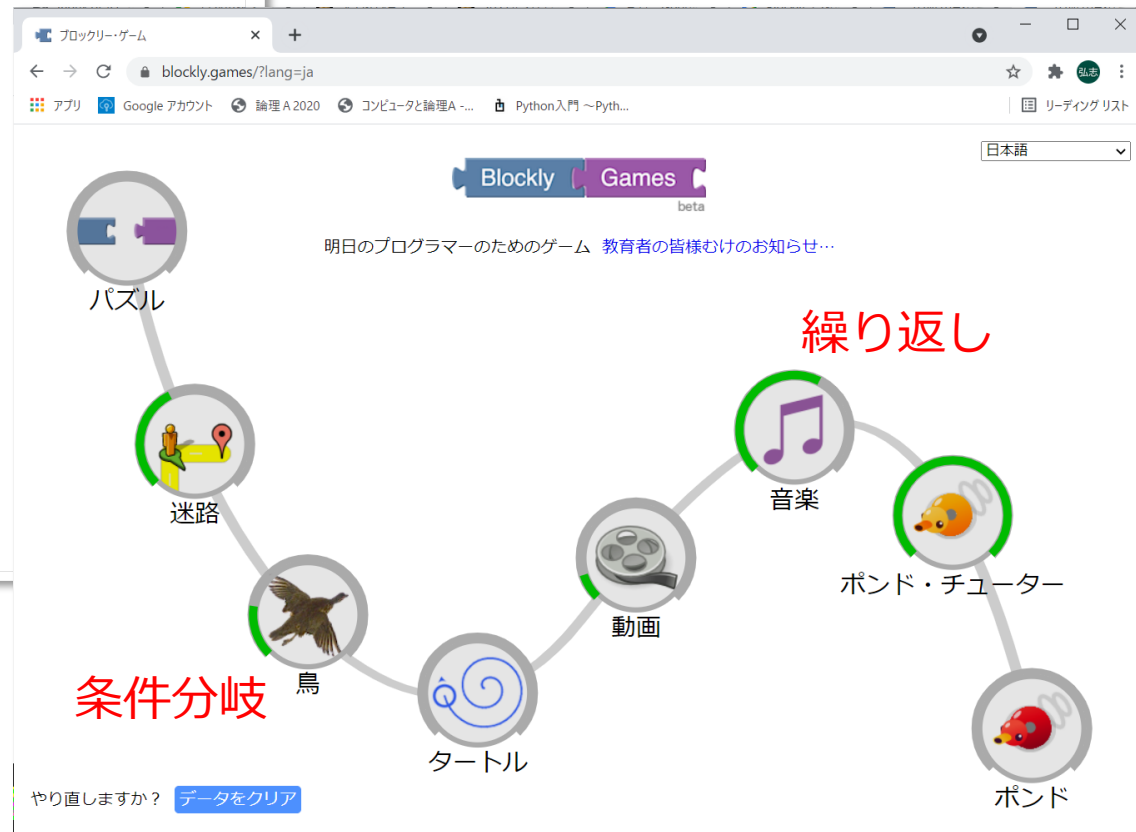 ブロックリー・ゲーム
blockly.games/?lang=ja
弘志
アプリ Google アカウント 論理 A 2020 コンピュータと論理A -... Python入門 ～Pyth... リーディング リスト
日本語
Blockly Games
beta
明日のプログラマーのためのゲーム 教育者の皆様むけのお知らせ…
パズル
繰り返し
迷路
音楽
ポンド・チューター
動画
鳥
条件分岐
タートル
ポンド
やり直しますか？ データをクリア